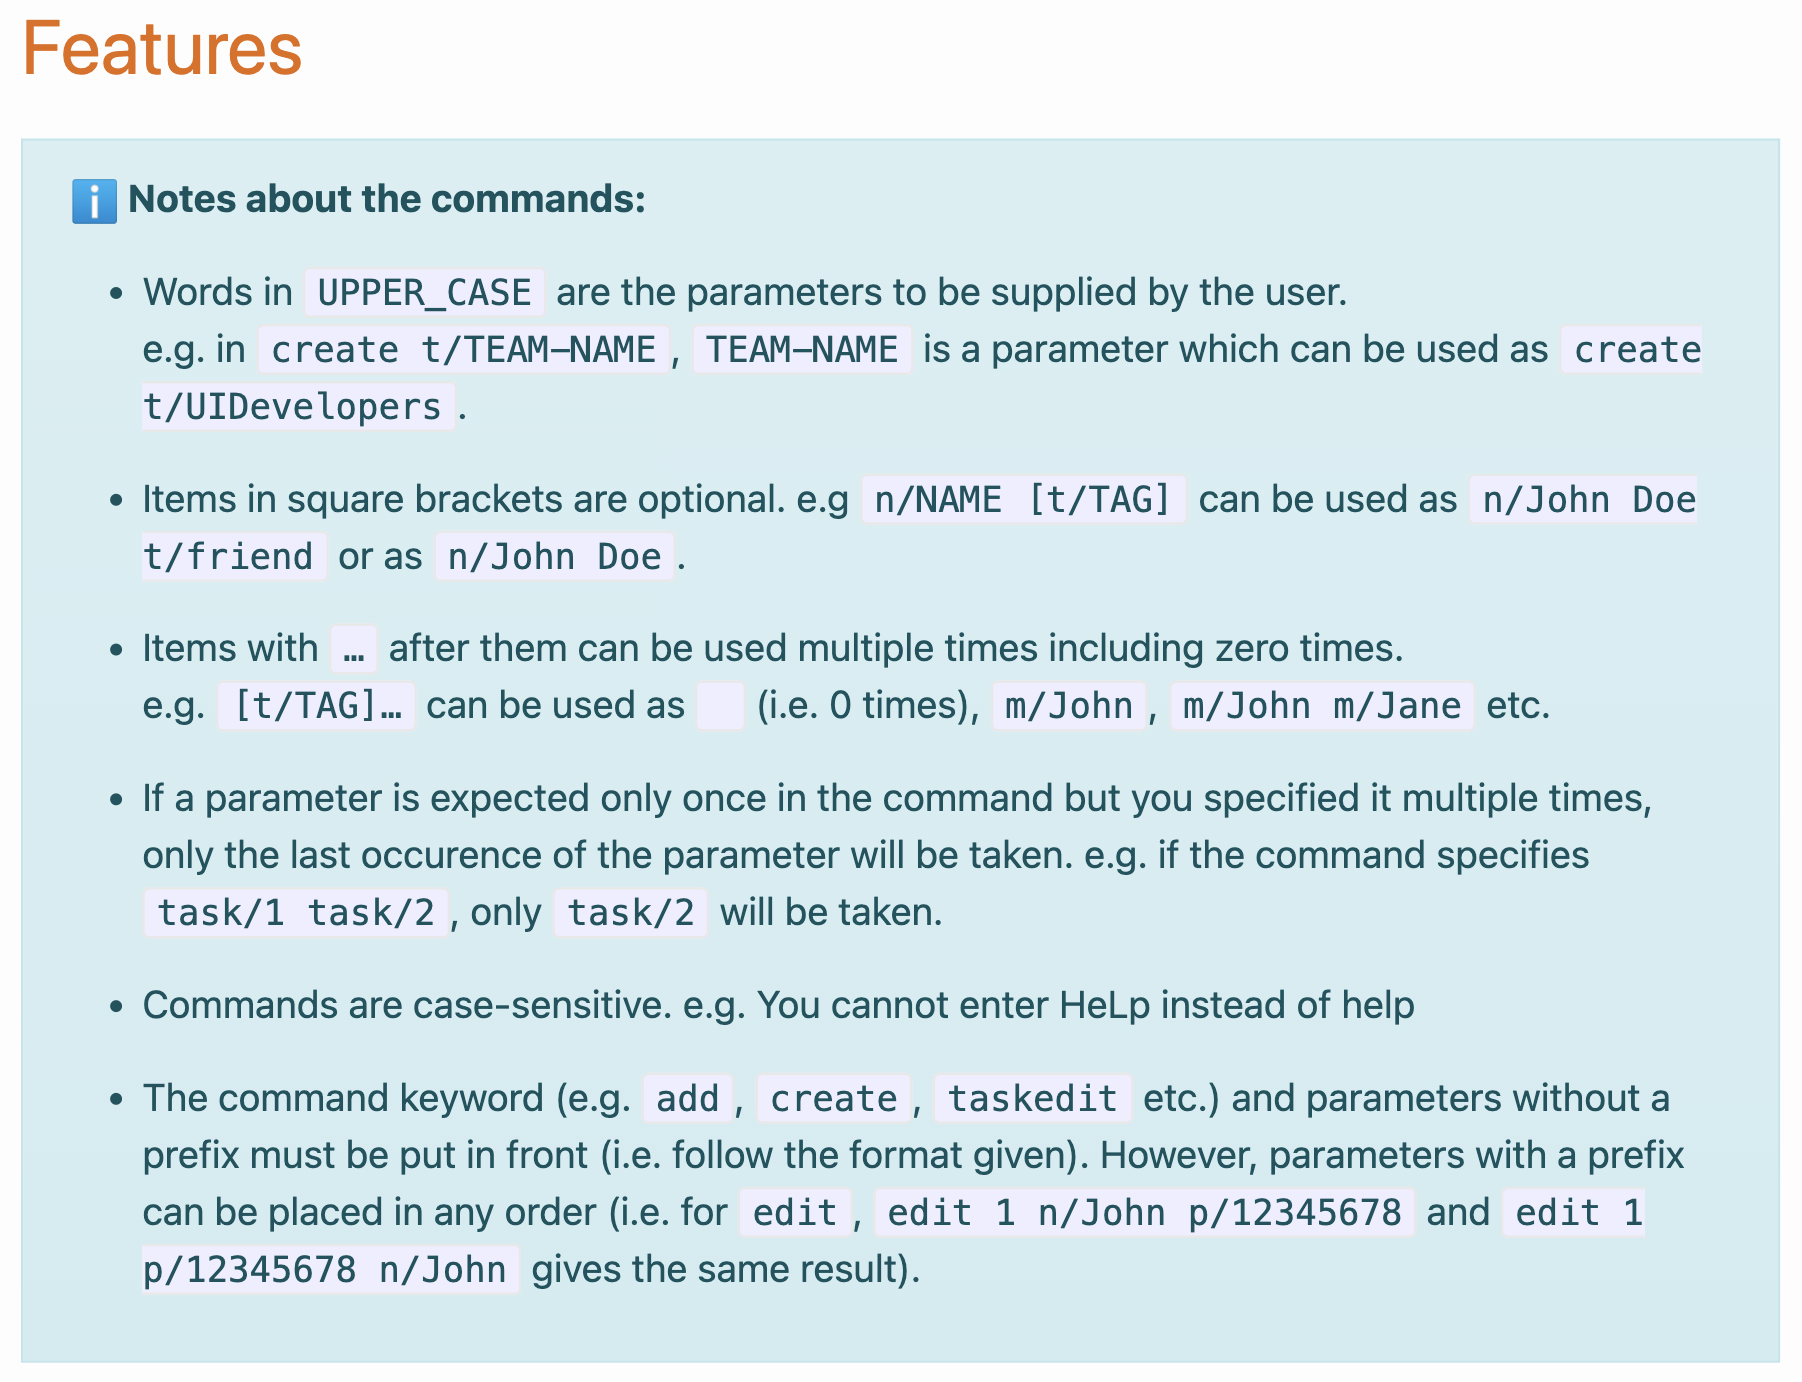 Features
ℹ️ Notes about the commands:
• Words in UPPER_CASE are the parameters to be supplied by the user.
e.g. in create t/TEAM-NAME, TEAM-NAME is a parameter which can be used as create
t/UIDevelopers.
• Items in square brackets are optional. e.g n/NAME [t/TAG] can be used as n/John Doe
t/friend or as n/John Doe.
• Items with … after them can be used multiple times including zero times.
e.g. [t/TAG]… can be used as   (i.e. 0 times), m/John, m/John m/Jane etc.
• If a parameter is expected only once in the command but you specified it multiple times,
only the last occurence of the parameter will be taken. e.g. if the command specifies
task/1 task/2, only task/2 will be taken.
• Commands are case-sensitive. e.g. You cannot enter HeLp instead of help
• The command keyword (e.g. add, create, taskedit etc.) and parameters without a
prefix must be put in front (i.e. follow the format given). However, parameters with a prefix
can be placed in any order (i.e. for edit, edit 1 n/John p/12345678 and edit 1
p/12345678 n/John gives the same result).